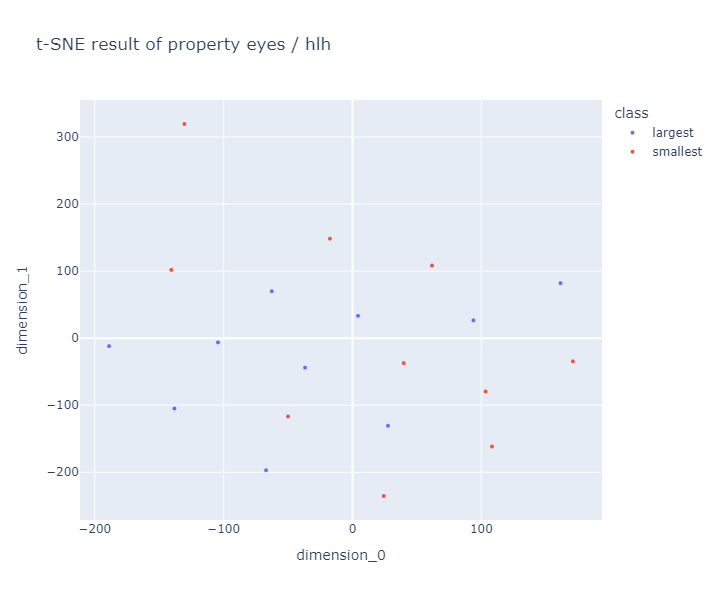 t-SNE result of property eyes / hlh
class
largest
smallest
dimension_1
300
200
100
0
−100
−200
−200
−100
0
100
dimension_0